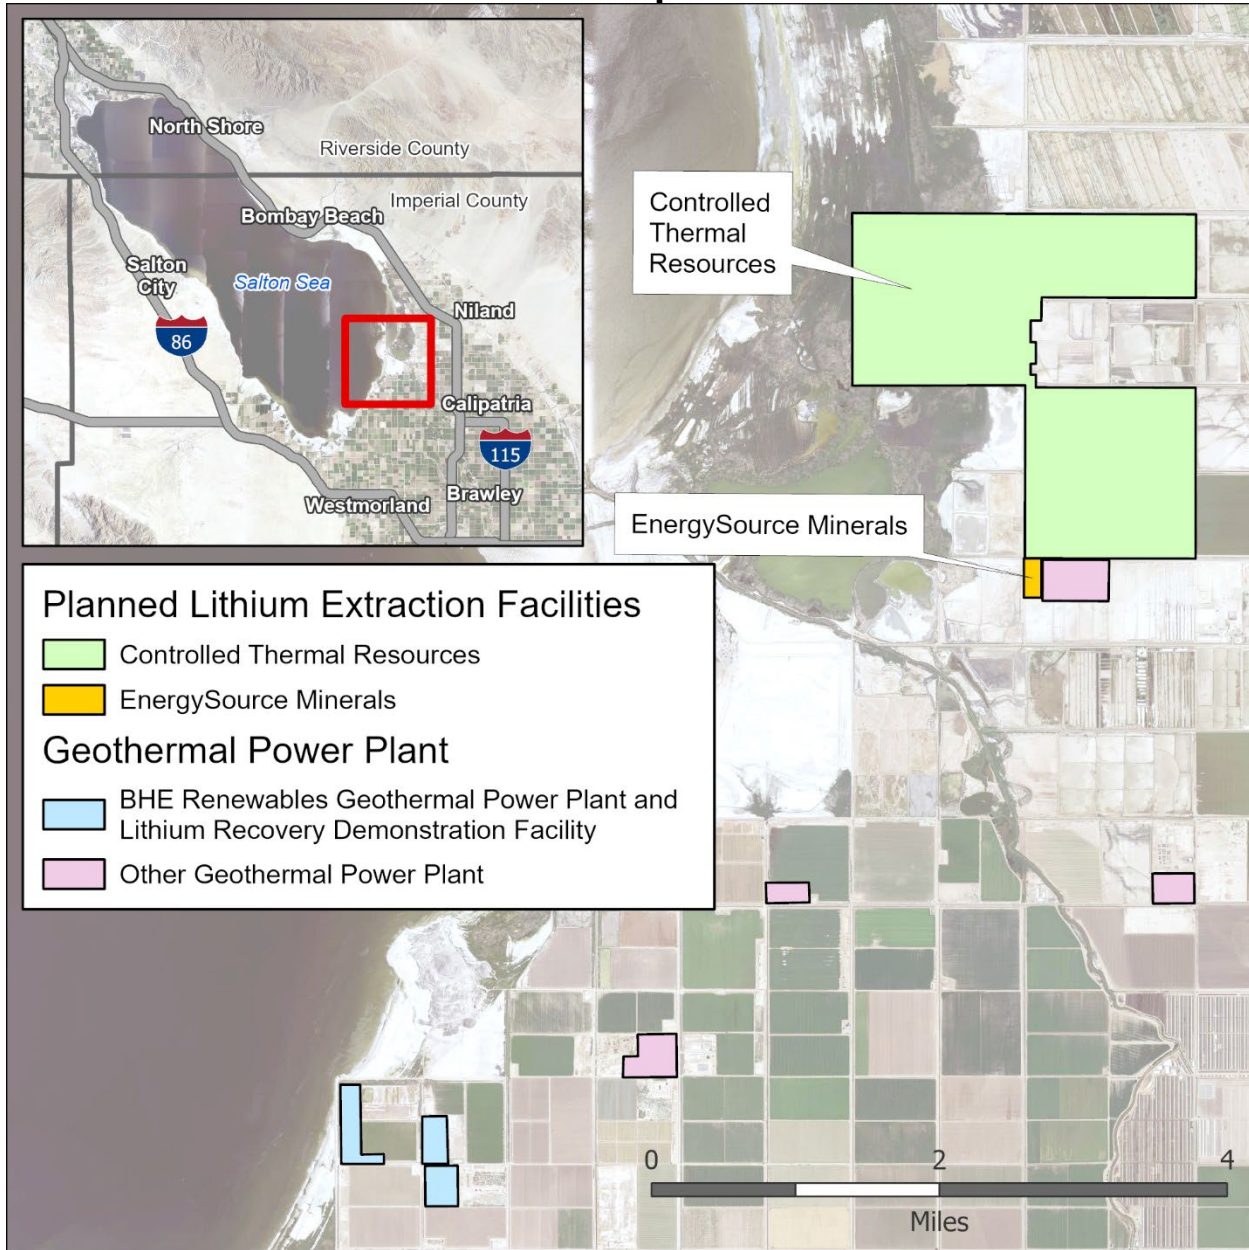 North Shore
Riverside County
Imperial County
Bombay Beach
Salton
City
Salton Sea
Niland
86
Calipatria
115
Westmorland
Brawley
Controlled
Thermal
Resources
EnergySource Minerals
Planned Lithium Extraction Facilities
Controlled Thermal Resources
EnergySource Minerals
Geothermal Power Plant
BHE Renewables Geothermal Power Plant and
Lithium Recovery Demonstration Facility
Other Geothermal Power Plant
0 2 4
Miles